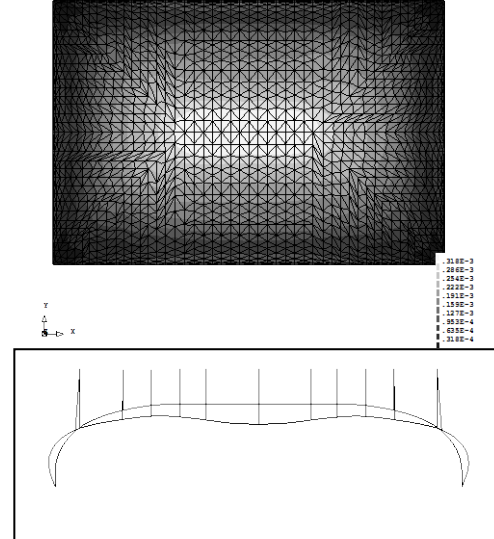 .318E-3
.286E-3
.254E-3
.222E-3
.191E-3
.159E-3
.127E-3
.953E-4
.635E-4
.318E-4
Y
X